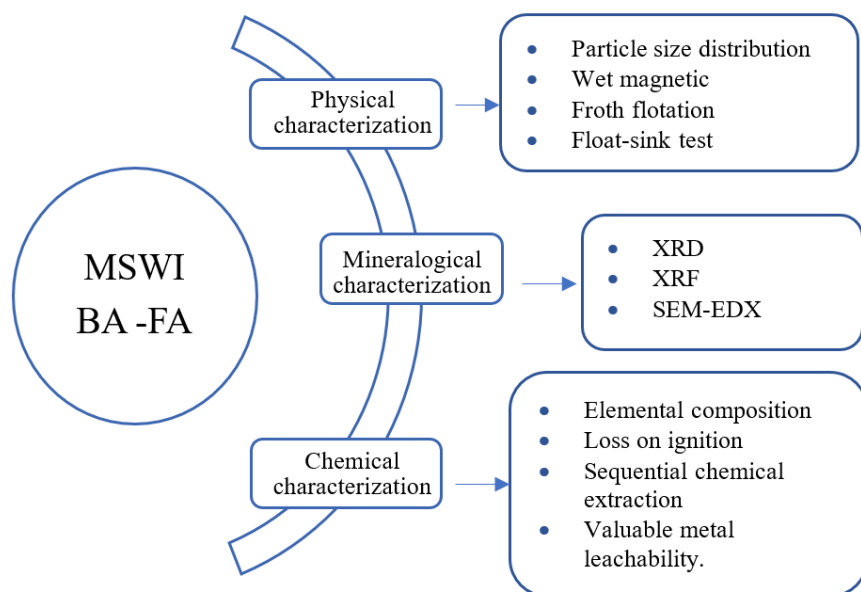 MSWI
BA -FA
Physical
characterization
Particle size distribution
Wet magnetic
Froth flotation
Float-sink test
Mineralogical
characterization
XRD
XRF
SEM-EDX
Chemical
characterization
Elemental composition
Loss on ignition
Sequential chemical
extraction
Valuable metal
leachability.